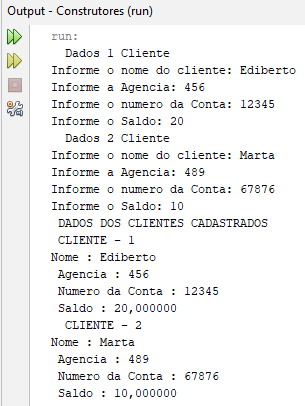 Output - Construtores (run)
run:
Dados 1 Cliente
Informe o nome do cliente: Ediberto
Informe a Agencia: 456
Informe o numero da Conta: 12345
Informe o Saldo: 20
Dados 2 Cliente
Informe o nome do cliente: Marta
Informe a Agencia: 489
Informe o numero da Conta: 67876
Informe o Saldo: 10
DADOS DOS CLIENTES CADASTRADOS
CLIENTE - 1
Nome : Ediberto
Agencia : 456
Numero da Conta : 12345
Saldo : 20,000000
CLIENTE - 2
Nome : Marta
Agencia : 489
Numero da Conta : 67876
Saldo : 10,000000